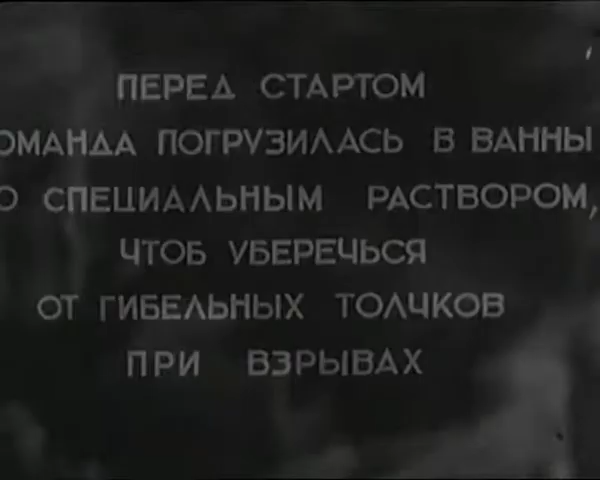 ПЕРЕД СТАРТОМ
ОМАНДА ПОГРУЗИЛАСЬ В ВАННЫ
О СПЕЦИАЛЬНЫМ РАСТВОРОМ,
ЧТОБ УБЕРЕЧЬСЯ
ОТ ГИБЕЛЬНЫХ ТОЛЧКОВ
ПРИ ВЗРЫВАХ